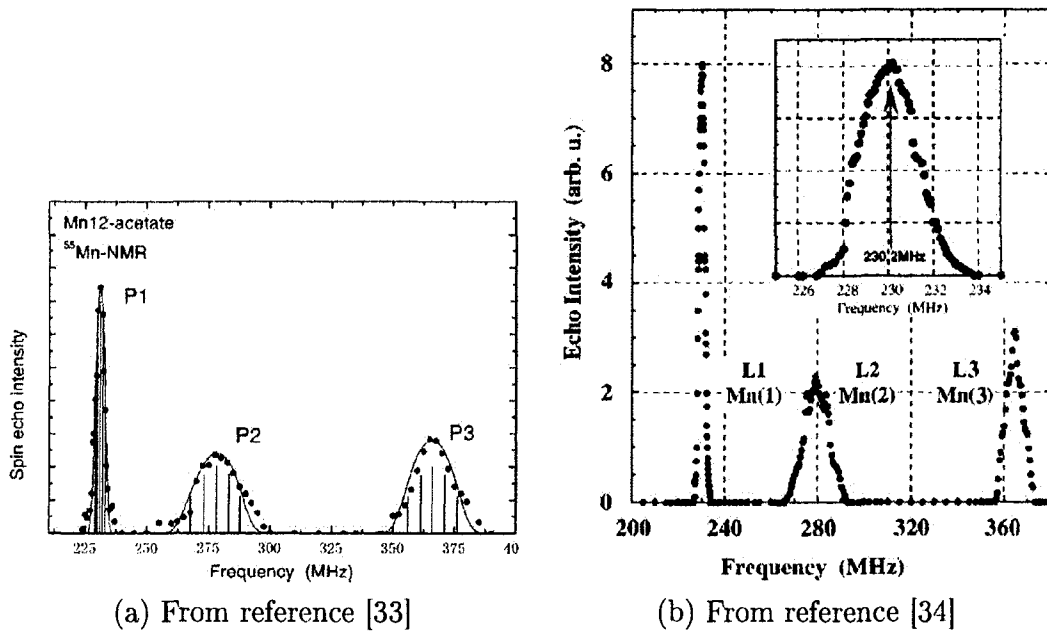 Mn12-acetate
⁵⁵Mn-NMR
P1
P2
P3
Spin echo intensity
225 250 275 300 325 350 375 40
Frequency (MHz)
(a) From reference [33]
8
6
4
2
0
Echo Intensity (arb. u.)
230.2MHz
226 228 230 232 234
Frequency (MHz)
L1 L2 L3
Mn(1) Mn(2) Mn(3)
200 240 280 320 360
Frequency (MHz)
(b) From reference [34]